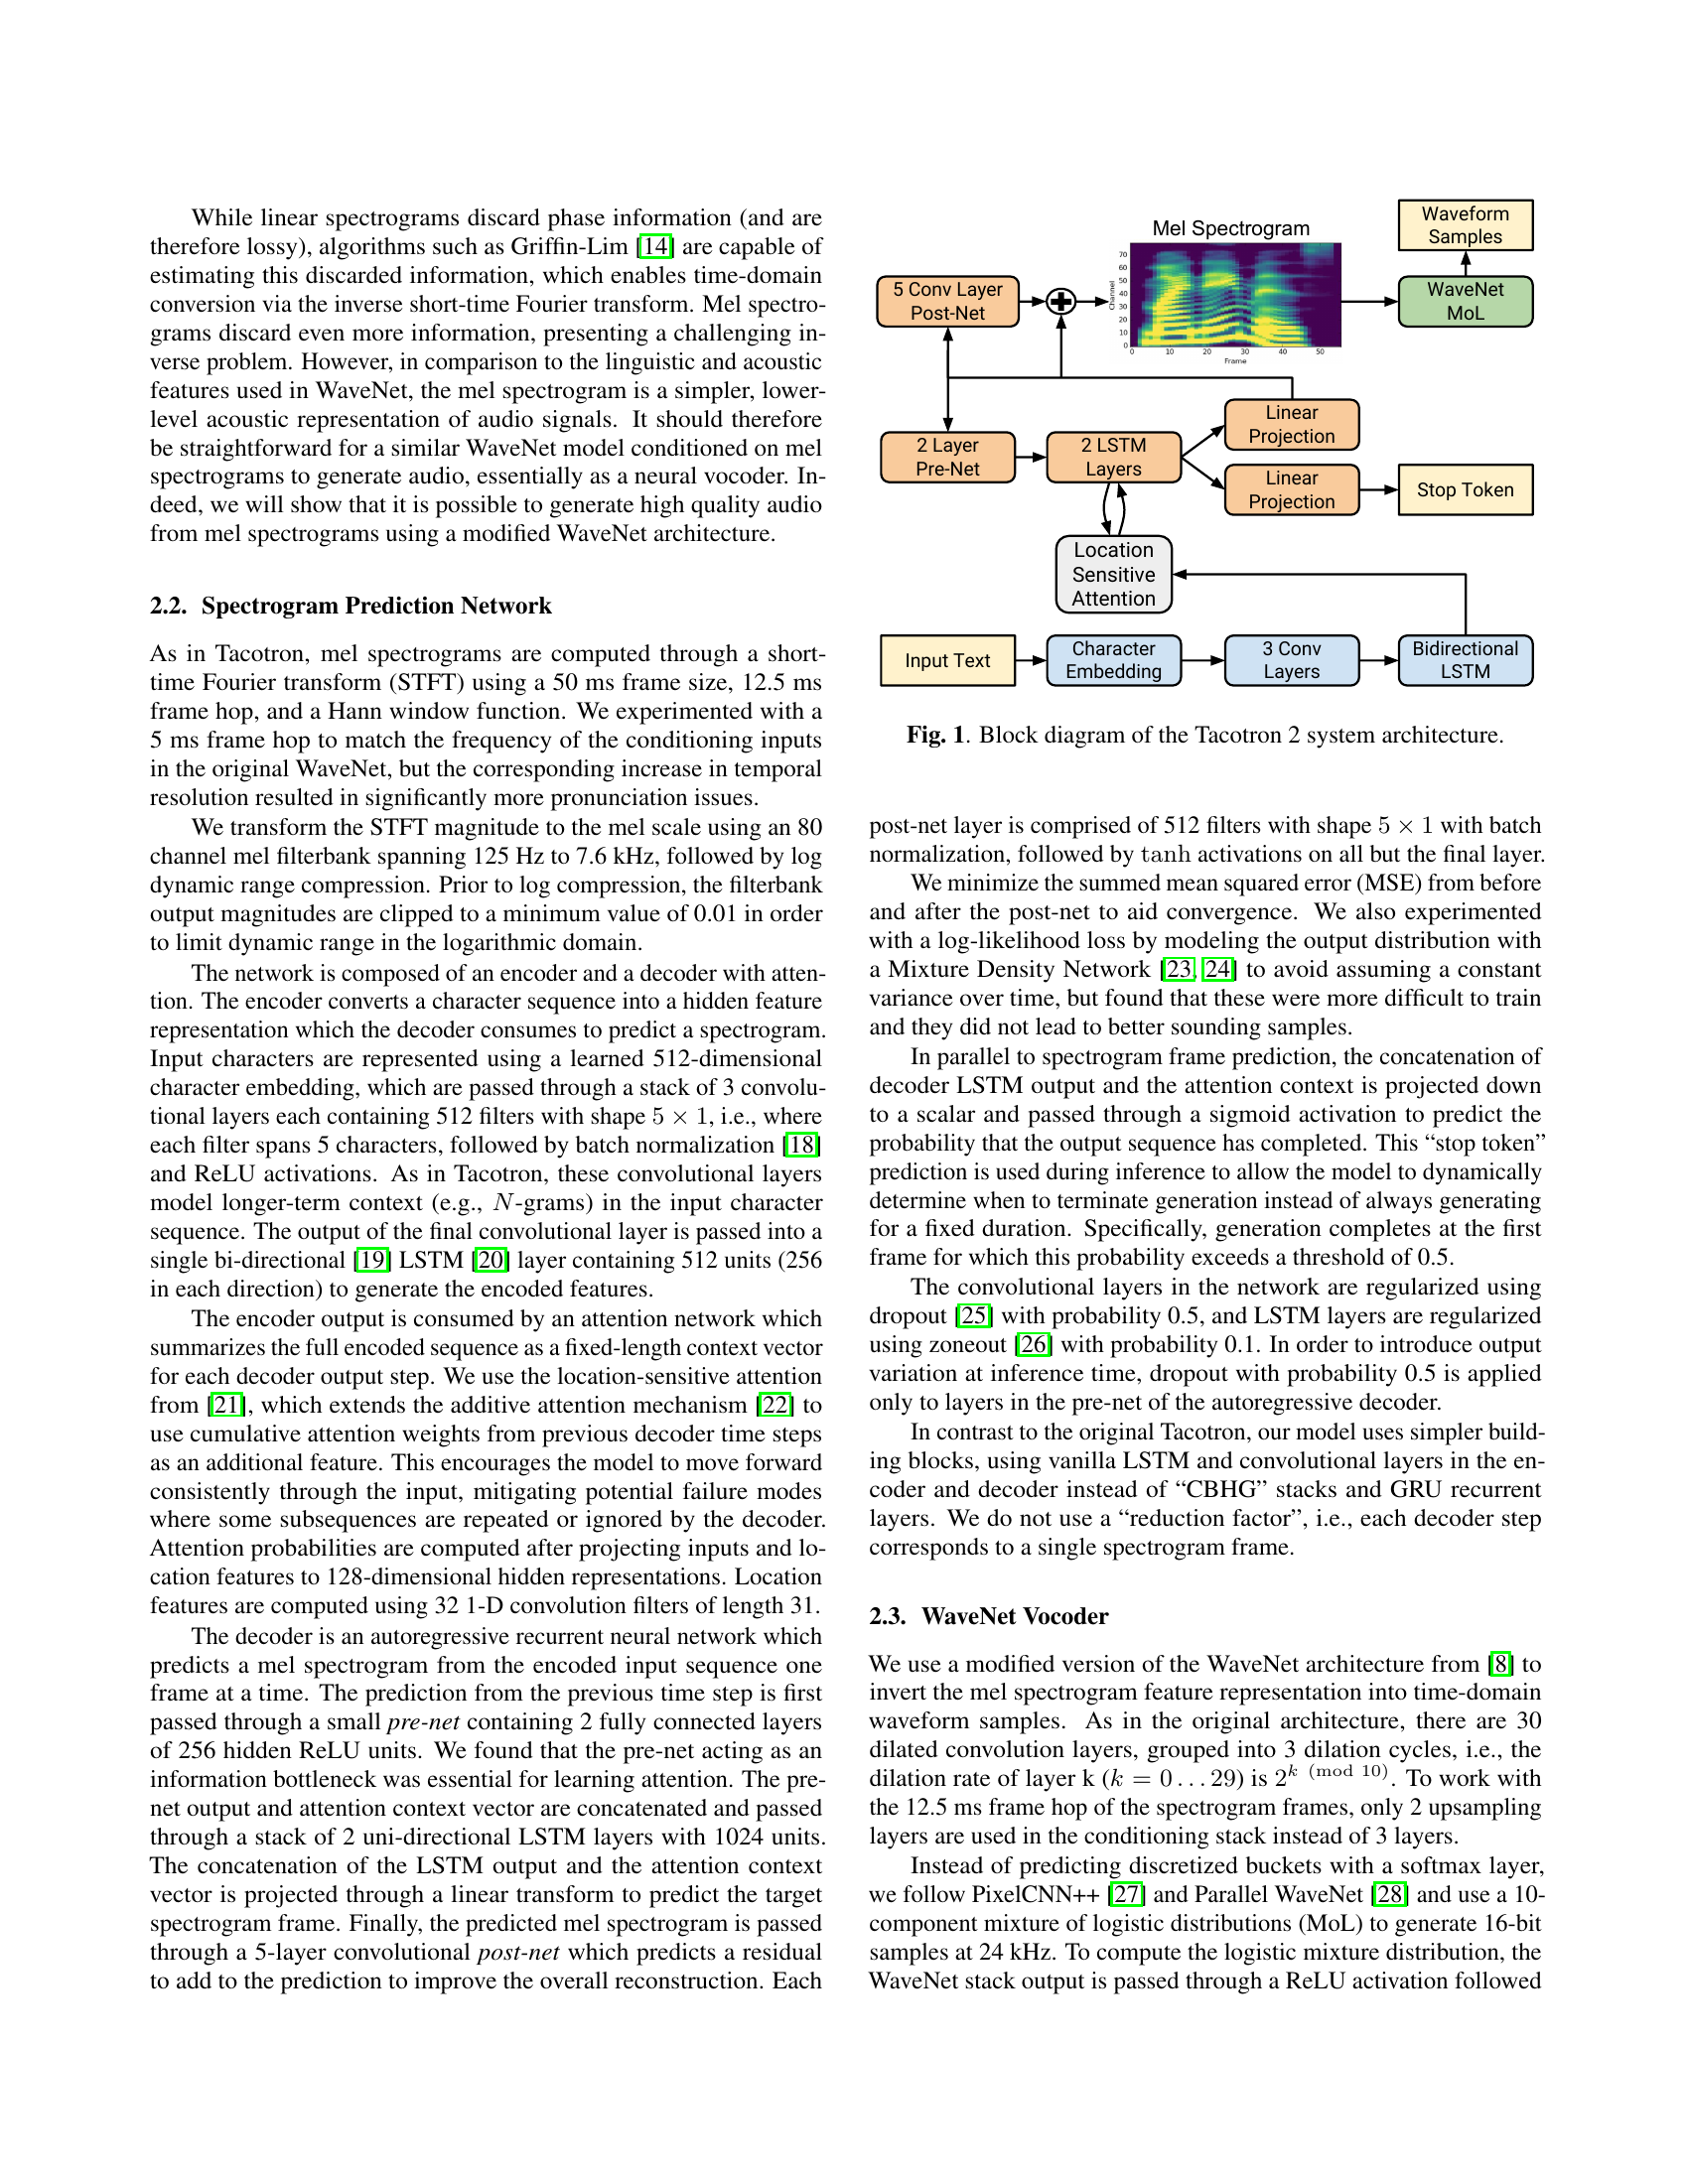 While linear spectrograms discard phase information (and are
therefore lossy), algorithms such as Griffin-Lim [14] are capable of
estimating this discarded information, which enables time-domain
conversion via the inverse short-time Fourier transform. Mel spectro-
grams discard even more information, presenting a challenging in-
verse problem. However, in comparison to the linguistic and acoustic
features used in WaveNet, the mel spectrogram is a simpler, lower-
level acoustic representation of audio signals. It should therefore
be straightforward for a similar WaveNet model conditioned on mel
spectrograms to generate audio, essentially as a neural vocoder. In-
deed, we will show that it is possible to generate high quality audio
from mel spectrograms using a modified WaveNet architecture.
2.2. Spectrogram Prediction Network
As in Tacotron, mel spectrograms are computed through a short-
time Fourier transform (STFT) using a 50 ms frame size, 12.5 ms
frame hop, and a Hann window function. We experimented with a
5 ms frame hop to match the frequency of the conditioning inputs
in the original WaveNet, but the corresponding increase in temporal
resolution resulted in significantly more pronunciation issues.
We transform the STFT magnitude to the mel scale using an 80
channel mel filterbank spanning 125 Hz to 7.6 kHz, followed by log
dynamic range compression. Prior to log compression, the filterbank
output magnitudes are clipped to a minimum value of 0.01 in order
to limit dynamic range in the logarithmic domain.
The network is composed of an encoder and a decoder with atten-
tion. The encoder converts a character sequence into a hidden feature
representation which the decoder consumes to predict a spectrogram.
Input characters are represented using a learned 512-dimensional
character embedding, which are passed through a stack of 3 convolu-
tional layers each containing 512 filters with shape 5 × 1, i.e., where
each filter spans 5 characters, followed by batch normalization [18]
and ReLU activations. As in Tacotron, these convolutional layers
model longer-term context (e.g., N-grams) in the input character
sequence. The output of the final convolutional layer is passed into a
single bi-directional [19] LSTM [20] layer containing 512 units (256
in each direction) to generate the encoded features.
The encoder output is consumed by an attention network which
summarizes the full encoded sequence as a fixed-length context vector
for each decoder output step. We use the location-sensitive attention
from [21], which extends the additive attention mechanism [22] to
use cumulative attention weights from previous decoder time steps
as an additional feature. This encourages the model to move forward
consistently through the input, mitigating potential failure modes
where some subsequences are repeated or ignored by the decoder.
Attention probabilities are computed after projecting inputs and lo-
cation features to 128-dimensional hidden representations. Location
features are computed using 32 1-D convolution filters of length 31.
The decoder is an autoregressive recurrent neural network which
predicts a mel spectrogram from the encoded input sequence one
frame at a time. The prediction from the previous time step is first
passed through a small pre-net containing 2 fully connected layers
of 256 hidden ReLU units. We found that the pre-net acting as an
information bottleneck was essential for learning attention. The pre-
net output and attention context vector are concatenated and passed
through a stack of 2 uni-directional LSTM layers with 1024 units.
The concatenation of the LSTM output and the attention context
vector is projected through a linear transform to predict the target
spectrogram frame. Finally, the predicted mel spectrogram is passed
through a 5-layer convolutional post-net which predicts a residual
to add to the prediction to improve the overall reconstruction. Each
Waveform
Samples
Mel Spectrogram
5 Conv Layer
Post-Net
Channel
70
60
50
40
30
20
10
0
0 10 20 30 40 50
Frame
WaveNet
MoL
2 Layer
Pre-Net
2 LSTM
Layers
Linear
Projection
Linear
Projection
Stop Token
Location
Sensitive
Attention
Input Text
Character
Embedding
3 Conv
Layers
Bidirectional
LSTM
Fig. 1. Block diagram of the Tacotron 2 system architecture.
post-net layer is comprised of 512 filters with shape 5 × 1 with batch
normalization, followed by tanh activations on all but the final layer.
We minimize the summed mean squared error (MSE) from before
and after the post-net to aid convergence. We also experimented
with a log-likelihood loss by modeling the output distribution with
a Mixture Density Network [23, 24] to avoid assuming a constant
variance over time, but found that these were more difficult to train
and they did not lead to better sounding samples.
In parallel to spectrogram frame prediction, the concatenation of
decoder LSTM output and the attention context is projected down
to a scalar and passed through a sigmoid activation to predict the
probability that the output sequence has completed. This “stop token”
prediction is used during inference to allow the model to dynamically
determine when to terminate generation instead of always generating
for a fixed duration. Specifically, generation completes at the first
frame for which this probability exceeds a threshold of 0.5.
The convolutional layers in the network are regularized using
dropout [25] with probability 0.5, and LSTM layers are regularized
using zoneout [26] with probability 0.1. In order to introduce output
variation at inference time, dropout with probability 0.5 is applied
only to layers in the pre-net of the autoregressive decoder.
In contrast to the original Tacotron, our model uses simpler build-
ing blocks, using vanilla LSTM and convolutional layers in the en-
coder and decoder instead of “CBHG” stacks and GRU recurrent
layers. We do not use a “reduction factor”, i.e., each decoder step
corresponds to a single spectrogram frame.
2.3. WaveNet Vocoder
We use a modified version of the WaveNet architecture from [8] to
invert the mel spectrogram feature representation into time-domain
waveform samples. As in the original architecture, there are 30
dilated convolution layers, grouped into 3 dilation cycles, i.e., the
dilation rate of layer k (k = 0 . . . 29) is 2^k (mod 10). To work with
the 12.5 ms frame hop of the spectrogram frames, only 2 upsampling
layers are used in the conditioning stack instead of 3 layers.
Instead of predicting discretized buckets with a softmax layer,
we follow PixelCNN++ [27] and Parallel WaveNet [28] and use a 10-
component mixture of logistic distributions (MoL) to generate 16-bit
samples at 24 kHz. To compute the logistic mixture distribution, the
WaveNet stack output is passed through a ReLU activation followed